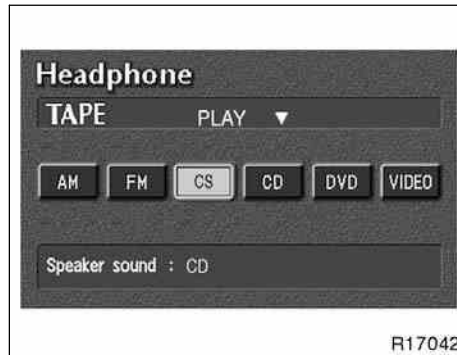 Headphone
TAPE PLAY ▼
AM FM CS CD DVD VIDEO
Speaker sound : CD
R17042